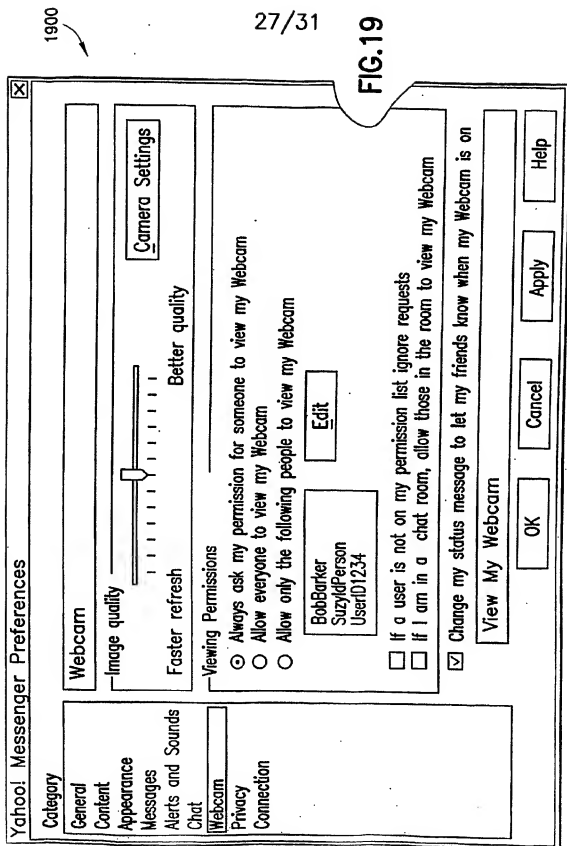 27/31
1900
FIG.19
Yahoo! Messenger Preferences
X
Category
General
Content
Appearance
Messages
Alerts and Sounds
Chat
Webcam
Privacy
Connection
Webcam
Image quality
Faster refresh
Better quality
Camera Settings
Viewing Permissions
Always ask my permission for someone to view my Webcam
Allow everyone to view my Webcam
Allow only the following people to view my Webcam
BobBarker
SuzyIdPerson
UserID1234
Edit
If a user is not on my permission list ignore requests
If I am in a chat room, allow those in the room to view my Webcam
Change my status message to let my friends know when my Webcam is on
View My Webcam
OK
Cancel
Apply
Help